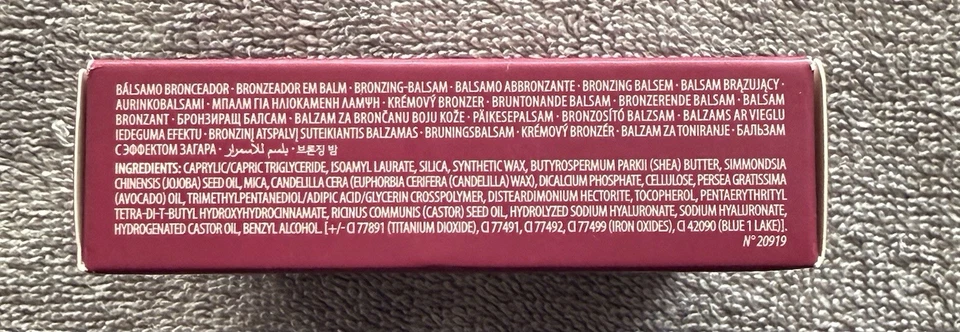 BÁLSAMO BRONCEADOR · BRONZEADOR EM BALM · BRONZING-BALSAM · BALSAMO ABBRONZANTE · BRONZING BALSEM · BALSAM BRĄZUJĄCY ·
AURINKOBALSAMI · ΜΠΑΛΜ ΓΙΑ ΗΛΙΟΚΑΜΕΝΗ ΛΑΜΨΗ · KRÉMOVÝ BRONZER · BRUNTONANDE BALSAM · BRONZERENDE BALSAM · BALSAM
BRONZANT · БРОНЗИРАЩ БАЛСАМ · BALZAM ZA BRONČANU BOJU KOŽE · PÄIKESEPALSAM · BRONZOSÍTÓ BALZSAM · BALZAMS AR VIEGLU
IEDEGUMA EFEKTU · BRONZINĮ ATSPALVĮ SUTEIKIANTIS BALZAMAS · BRUNINGSBALSAM · KRÉMOVÝ BRONZÉR · BALZAM ZA TONIRANJE · БАЛЬЗАМ
С ЭФФЕКТОМ ЗАГАРА · بلسم للأسمرار · 브론징 밤
INGREDIENTS: CAPRYLIC/CAPRIC TRIGLYCERIDE, ISOAMYL LAURATE, SILICA, SYNTHETIC WAX, BUTYROSPERMUM PARKII (SHEA) BUTTER, SIMMONDSIA
CHINENSIS (JOJOBA) SEED OIL, MICA, CANDELILLA CERA (EUPHORBIA CERIFERA (CANDELILLA) WAX), DICALCIUM PHOSPHATE, CELLULOSE, PERSEA GRATISSIMA
(AVOCADO) OIL, TRIMETHYLPENTANEDIOL/ADIPIC ACID/GLYCERIN CROSSPOLYMER, DISTEARDIMONIUM HECTORITE, TOCOPHEROL, PENTAERYTHRITYL
TETRA-DI-T-BUTYL HYDROXYHYDROCINNAMATE, RICINUS COMMUNIS (CASTOR) SEED OIL, HYDROLYZED SODIUM HYALURONATE, SODIUM HYALURONATE,
HYDROGENATED CASTOR OIL, BENZYL ALCOHOL. [+/- CI 77891 (TITANIUM DIOXIDE), CI 77491, CI 77492, CI 77499 (IRON OXIDES), CI 42090 (BLUE 1 LAKE)].
N° 20919